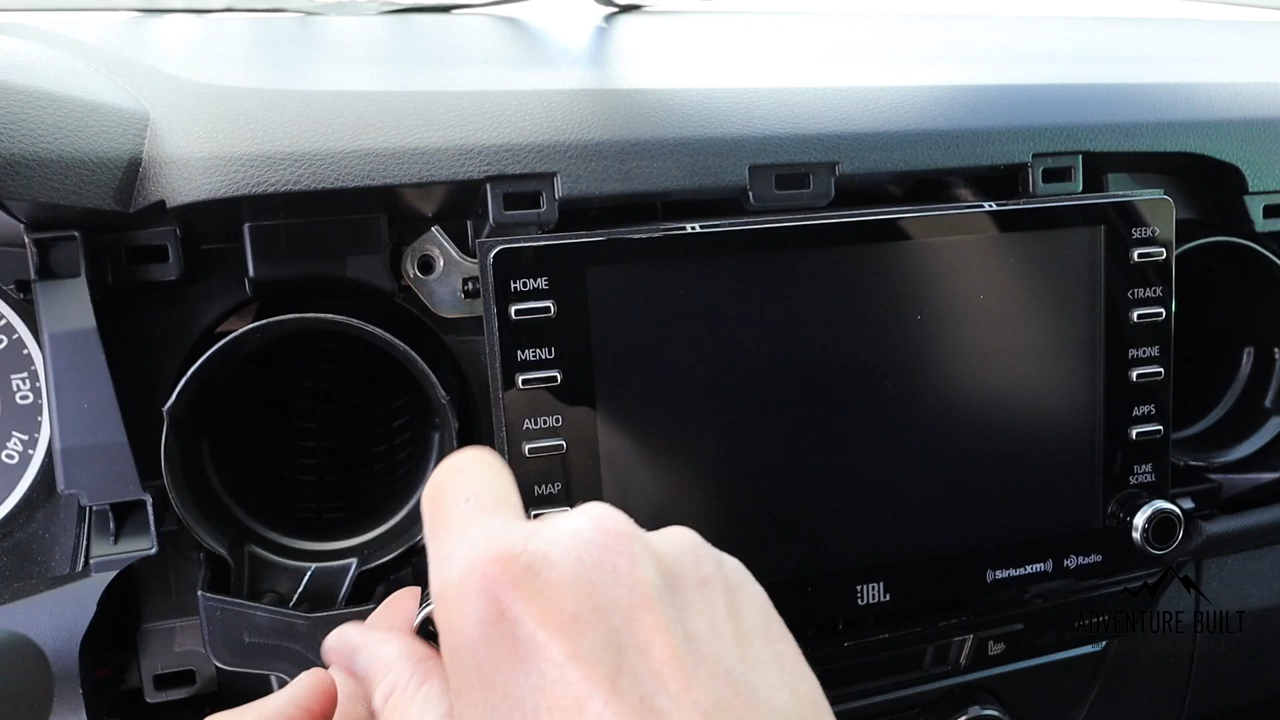 HOME
MENU
AUDIO
MAP
SEEK>
<TRACK
PHONE
APPS
TUNE
SCROLL
JBL
((SiriusXM))
HD Radio
120
140
ADVENTURE BUILT